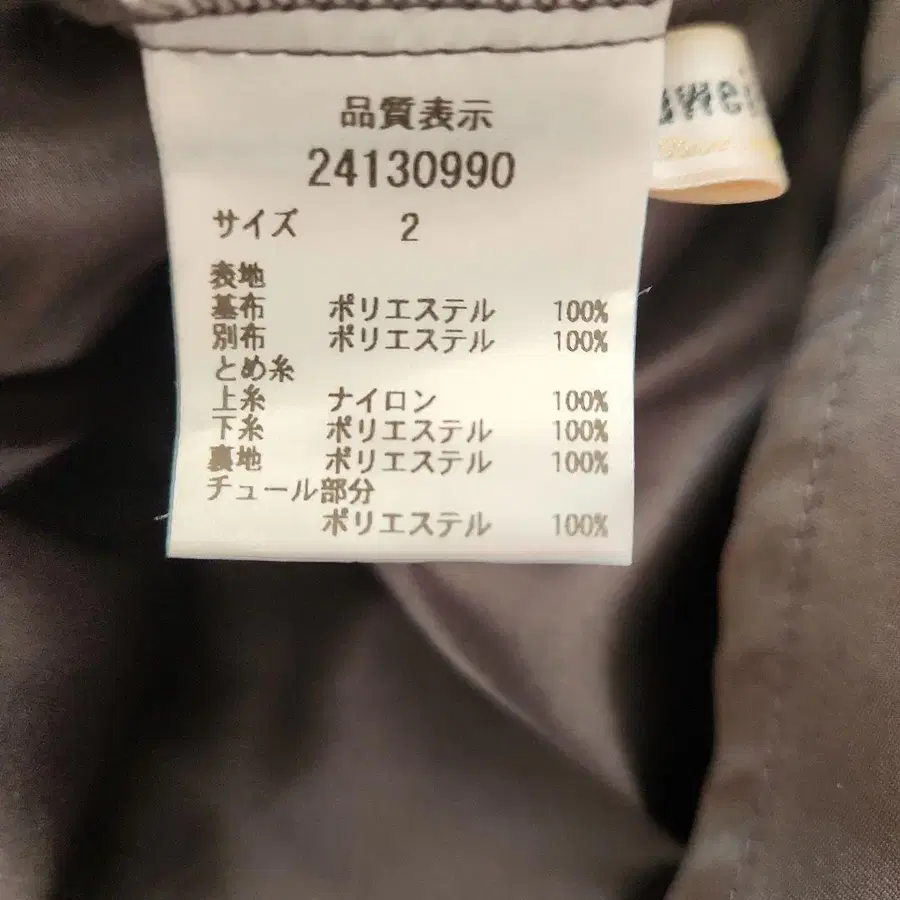 品質表示
24130990
サイズ 2
表地
基布 ポリエステル 100%
別布 ポリエステル 100%
とめ糸
上糸 ナイロン 100%
下糸 ポリエステル 100%
裏地 ポリエステル 100%
チュール部分
ポリエステル 100%